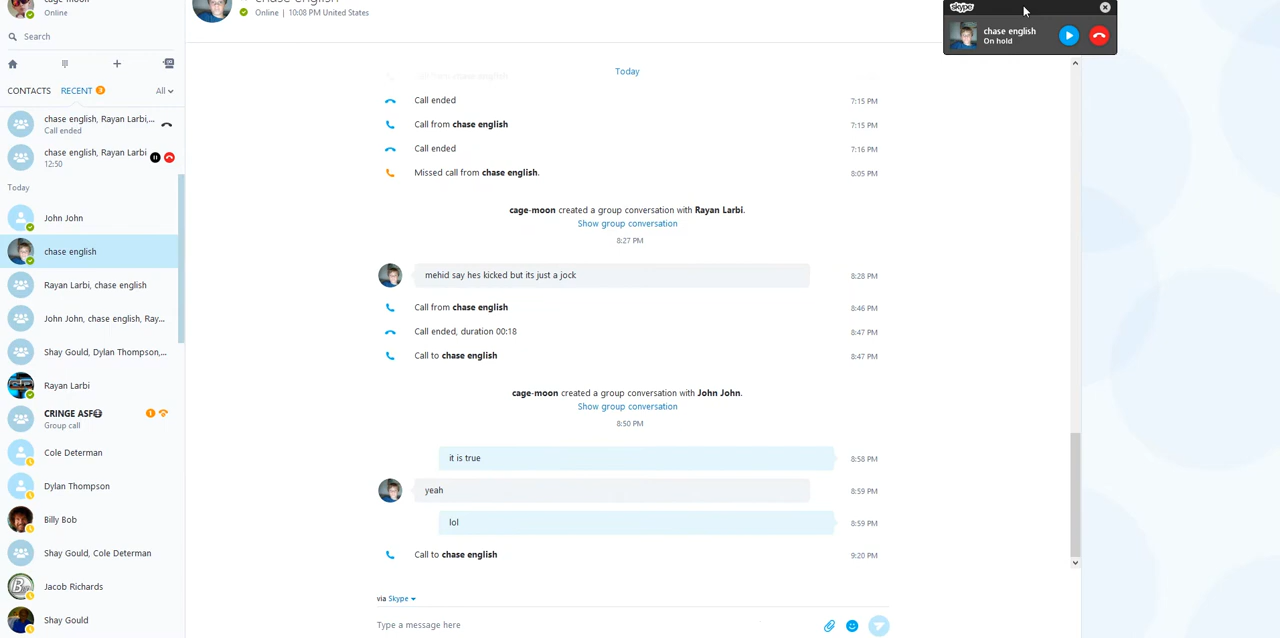 cage-moon
Online
Search
CONTACTS RECENT 3 All
chase english, Rayan Larbi,...
Call ended
chase english, Rayan Larbi
12:50
Today
John John
chase english
Rayan Larbi, chase english
John John, chase english, Ray...
Shay Gould, Dylan Thompson,...
Rayan Larbi
CRINGE ASF😂 1
Group call
Cole Determan
Dylan Thompson
Billy Bob
Shay Gould, Cole Determan
Jacob Richards
Shay Gould
chase english
Online | 10:08 PM United States
Today
Call ended 7:15 PM
Call from chase english 7:15 PM
Call ended 7:16 PM
Missed call from chase english. 8:05 PM
cage-moon created a group conversation with Rayan Larbi.
Show group conversation
8:27 PM
mehid say hes kicked but its just a jock 8:28 PM
Call from chase english 8:46 PM
Call ended, duration 00:18 8:47 PM
Call to chase english 8:47 PM
cage-moon created a group conversation with John John.
Show group conversation
8:50 PM
it is true 8:58 PM
yeah 8:59 PM
lol 8:59 PM
Call to chase english 9:20 PM
via Skype
Type a message here
skype
chase english
On hold